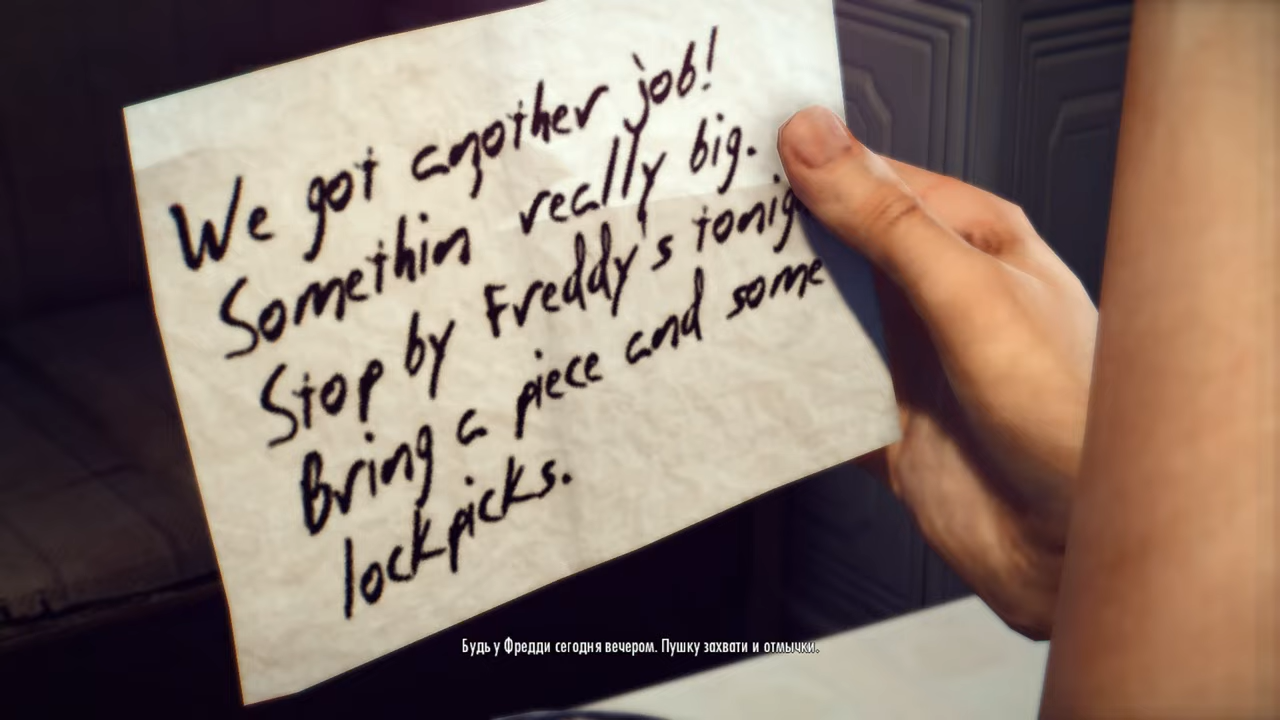 We got another job!
Somethin really big.
Stop by Freddy's tonig
Bring a piece and some
lockpicks.
Будь у Фредди сегодня вечером. Пушку захвати и отмычки.